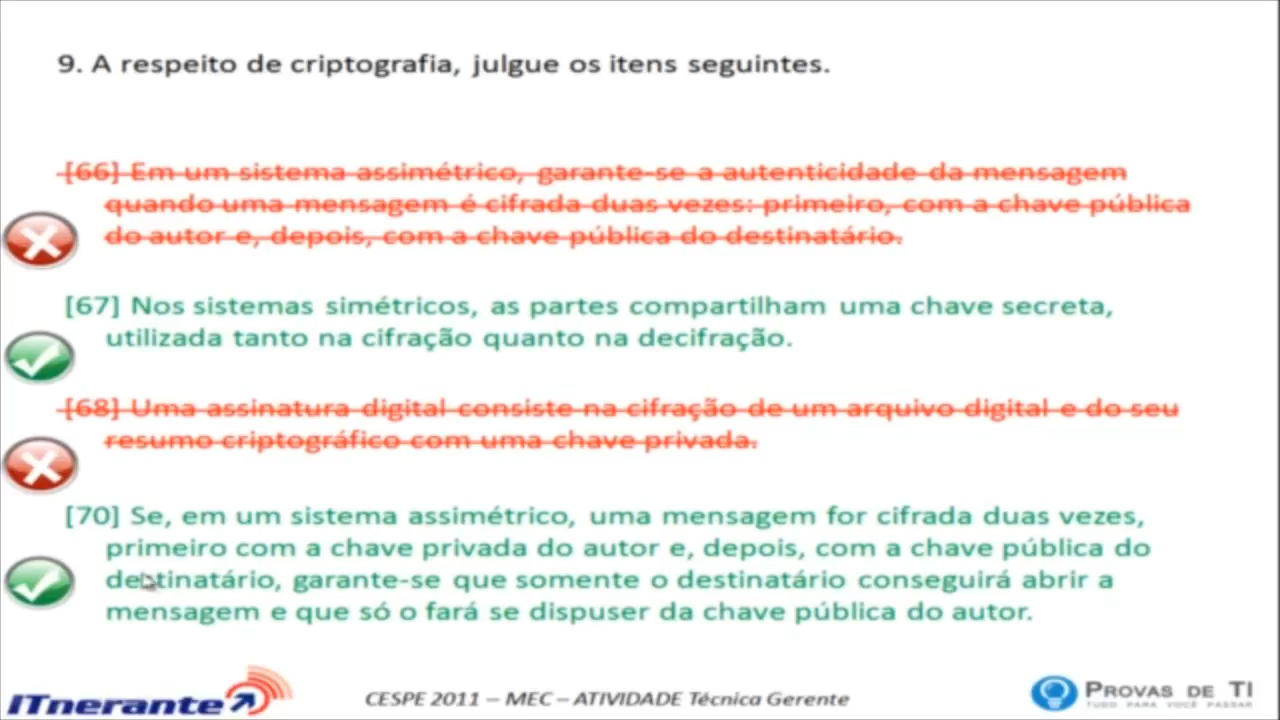 9. A respeito de criptografia, julgue os itens seguintes.
[66] Em um sistema assimétrico, garante-se a autenticidade da mensagem
quando uma mensagem é cifrada duas vezes: primeiro, com a chave pública
do autor e, depois, com a chave pública do destinatário.
[67] Nos sistemas simétricos, as partes compartilham uma chave secreta,
utilizada tanto na cifração quanto na decifração.
[68] Uma assinatura digital consiste na cifração de um arquivo digital e do seu
resumo criptográfico com uma chave privada.
[70] Se, em um sistema assimétrico, uma mensagem for cifrada duas vezes,
primeiro com a chave privada do autor e, depois, com a chave pública do
destinatário, garante-se que somente o destinatário conseguirá abrir a
mensagem e que só o fará se dispuser da chave pública do autor.
ITnerante
CESPE 2011 – MEC – ATIVIDADE Técnica Gerente
PROVAS DE TI
TUDO PARA VOCÊ PASSAR